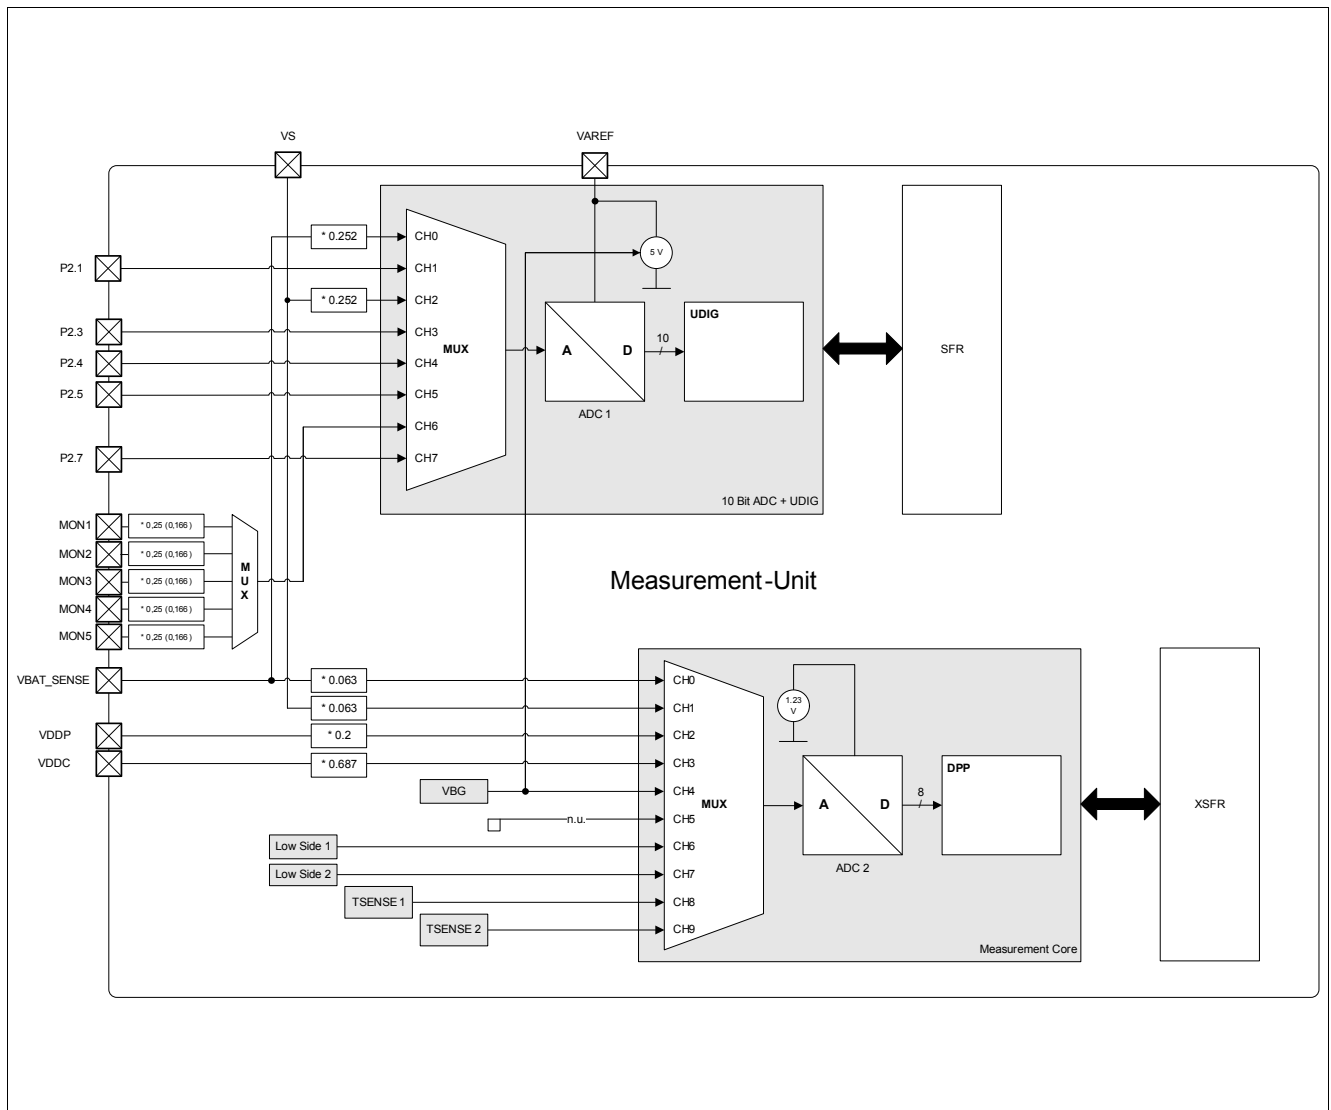 VS
VAREF
* 0.252
CH0
P2.1
CH1
5 V
* 0.252
CH2
P2.3
CH3
P2.4
CH4
P2.5
CH5
CH6
P2.7
CH7
MUX
A
D
ADC 1
10
UDIG
10 Bit ADC + UDIG
SFR
MON1
* 0,25 (0,166)
MON2
* 0,25 (0,166)
MON3
* 0,25 (0,166)
MON4
* 0,25 (0,166)
MON5
* 0,25 (0,166)
M
U
X
Measurement-Unit
VBAT_SENSE
* 0.063
CH0
* 0.063
CH1
VDDP
* 0.2
CH2
VDDC
* 0.687
CH3
VBG
CH4
n.u.
CH5
Low Side 1
CH6
Low Side 2
CH7
TSENSE 1
CH8
TSENSE 2
CH9
MUX
1.23
V
A
D
ADC 2
8
DPP
Measurement Core
XSFR